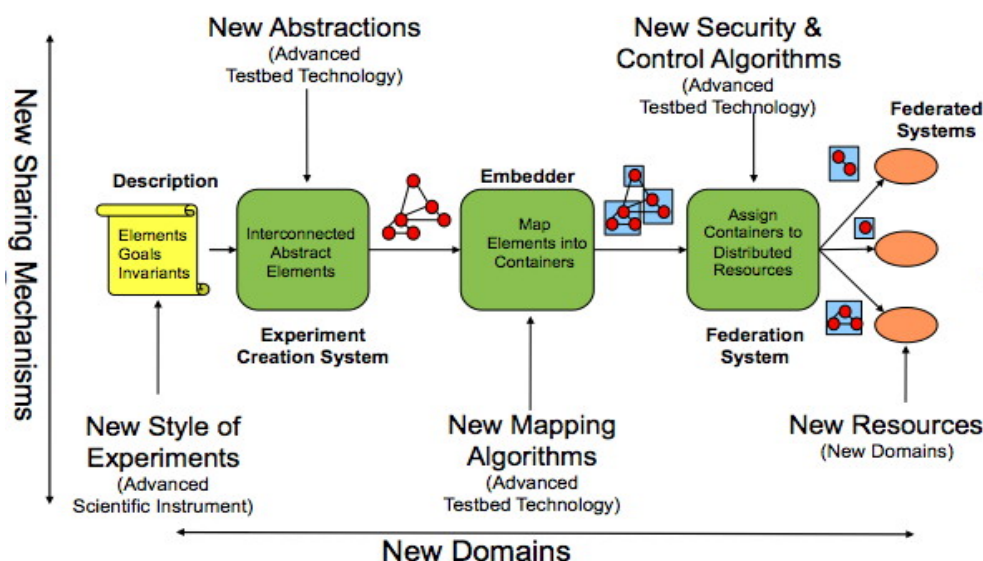 New Abstractions
(Advanced
Testbed Technology)
New Security &
Control Algorithms
(Advanced
Testbed Technology)
Federated
Systems
New Sharing Mechanisms
Description
Elements
Goals
Invariants
Interconnected
Abstract
Elements
Experiment
Creation System
Embedder
Map
Elements into
Containers
Assign
Containers to
Distributed
Resources
Federation
System
New Style of
Experiments
(Advanced
Scientific Instrument)
New Mapping
Algorithms
(Advanced
Testbed Technology)
New Resources
(New Domains)
New Domains